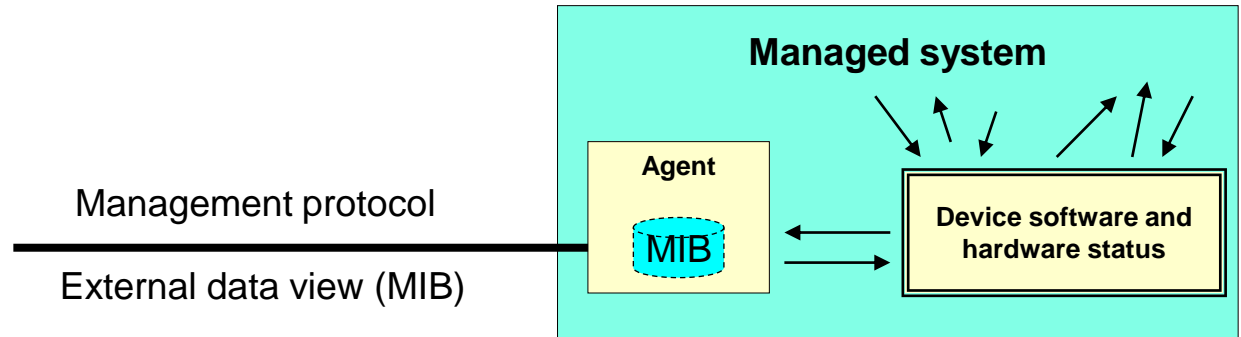 Managed system
Agent
MIB
Device software and
hardware status
Management protocol
External data view (MIB)